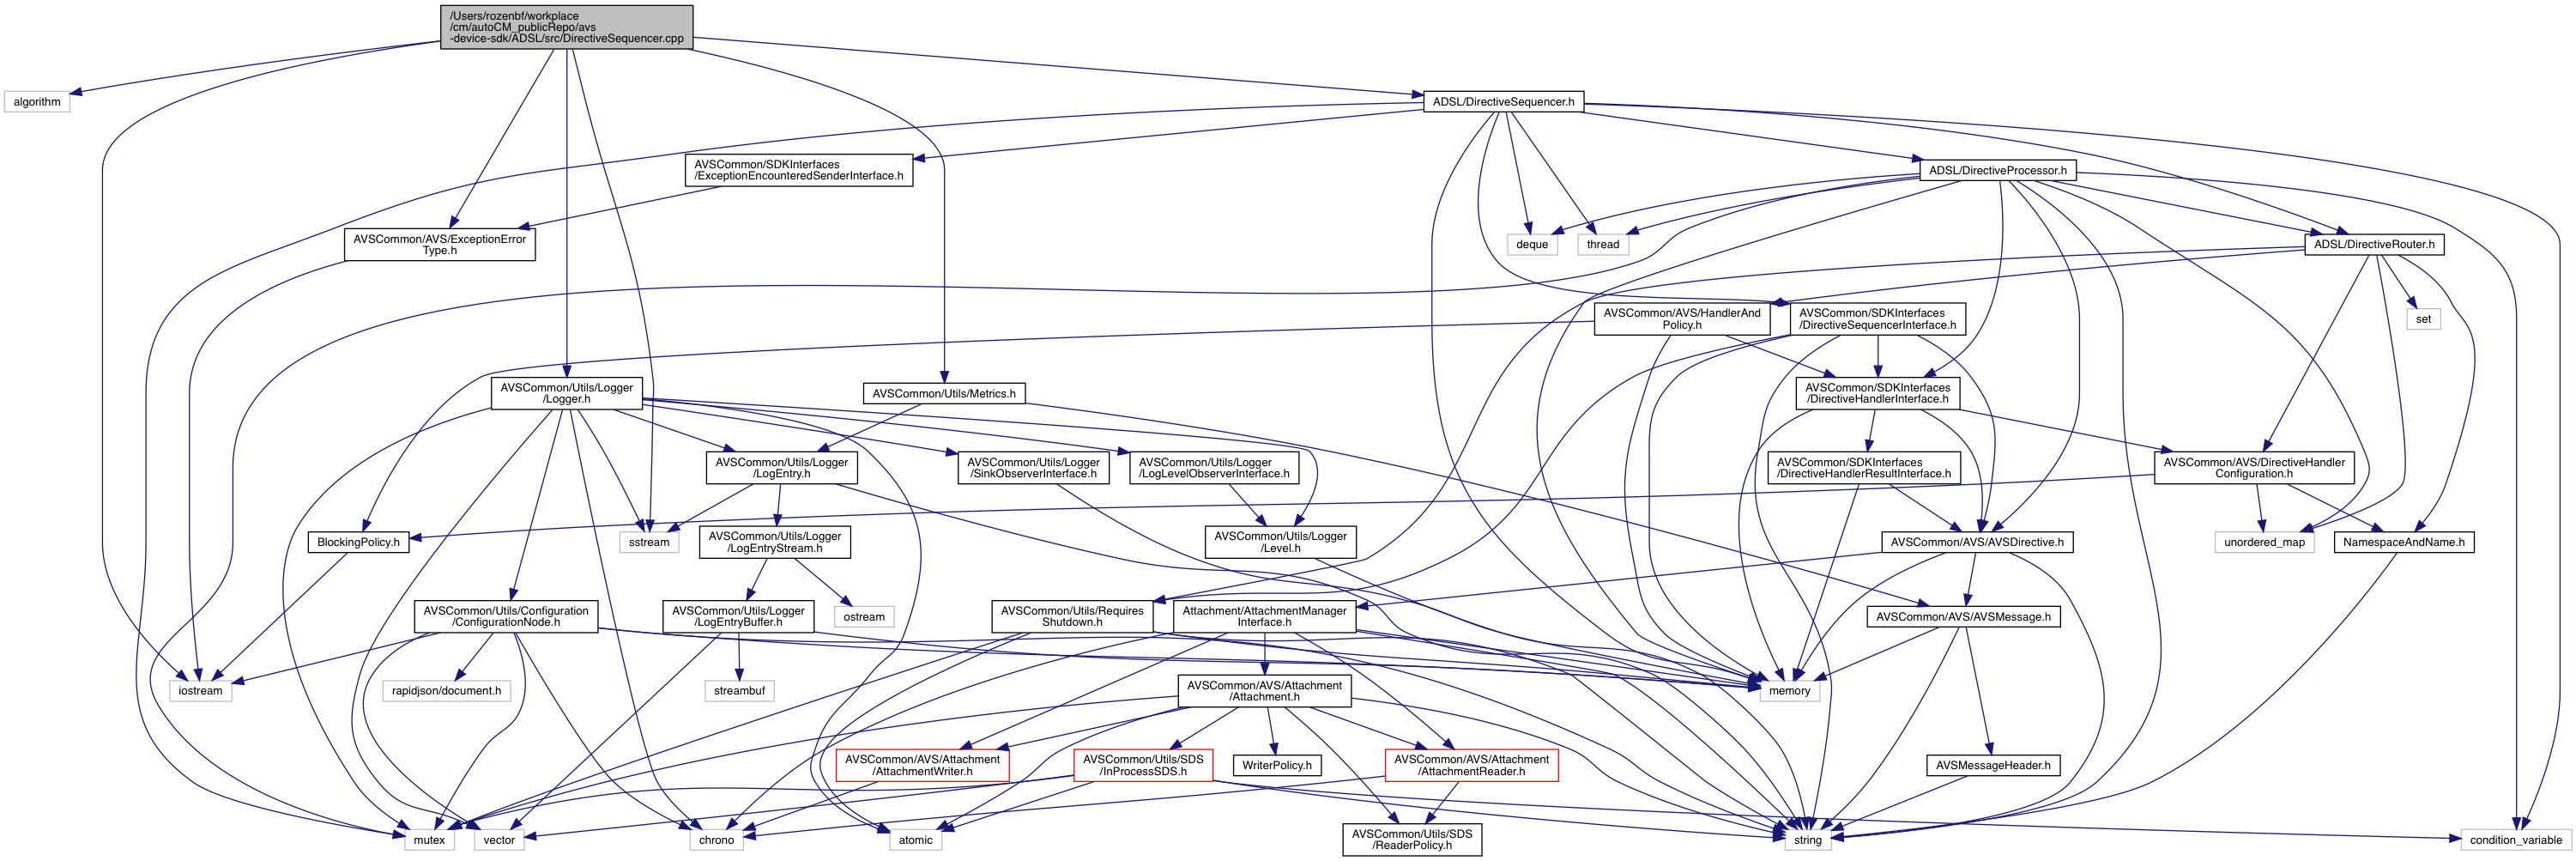 /Users/rozenbf/workplace
/cm/autoCM_publicRepo/avs
-device-sdk/ADSL/src/DirectiveSequencer.cpp
algorithm
ADSL/DirectiveSequencer.h
AVSCommon/SDKInterfaces
/ExceptionEncounteredSenderInterface.h
ADSL/DirectiveProcessor.h
AVSCommon/AVS/ExceptionError
Type.h
deque
thread
ADSL/DirectiveRouter.h
AVSCommon/AVS/HandlerAnd
Policy.h
AVSCommon/SDKInterfaces
/DirectiveSequencerInterface.h
set
AVSCommon/Utils/Logger
/Logger.h
AVSCommon/Utils/Metrics.h
AVSCommon/SDKInterfaces
/DirectiveHandlerInterface.h
AVSCommon/Utils/Logger
/LogEntry.h
AVSCommon/Utils/Logger
/SinkObserverInterface.h
AVSCommon/Utils/Logger
/LogLevelObserverInterface.h
AVSCommon/SDKInterfaces
/DirectiveHandlerResultInterface.h
AVSCommon/AVS/DirectiveHandler
Configuration.h
BlockingPolicy.h
sstream
AVSCommon/Utils/Logger
/LogEntryStream.h
AVSCommon/Utils/Logger
/Level.h
AVSCommon/AVS/AVSDirective.h
unordered_map
NamespaceAndName.h
AVSCommon/Utils/Configuration
/ConfigurationNode.h
AVSCommon/Utils/Logger
/LogEntryBuffer.h
ostream
AVSCommon/Utils/Requires
Shutdown.h
Attachment/AttachmentManager
Interface.h
AVSCommon/AVS/AVSMessage.h
iostream
rapidjson/document.h
streambuf
AVSCommon/AVS/Attachment
/Attachment.h
memory
AVSCommon/AVS/Attachment
/AttachmentWriter.h
AVSCommon/Utils/SDS
/InProcessSDS.h
WriterPolicy.h
AVSCommon/AVS/Attachment
/AttachmentReader.h
AVSMessageHeader.h
mutex
vector
chrono
atomic
AVSCommon/Utils/SDS
/ReaderPolicy.h
string
condition_variable